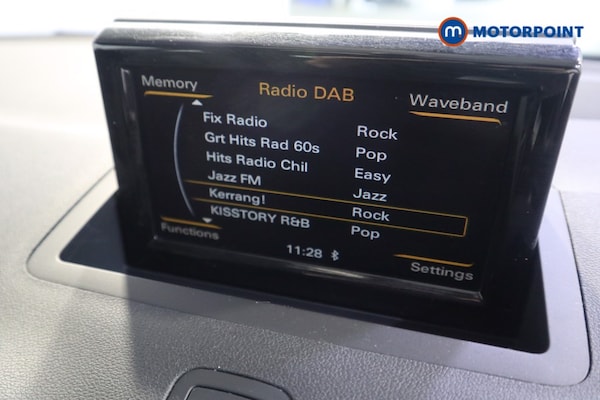 MOTORPOINT
Memory
Radio DAB
Waveband
Fix Radio Rock
Grt Hits Rad 60s Pop
Hits Radio Chil Easy
Jazz FM Jazz
Kerrang! Rock
KISSTORY R&B Pop
Functions
11:28
Settings